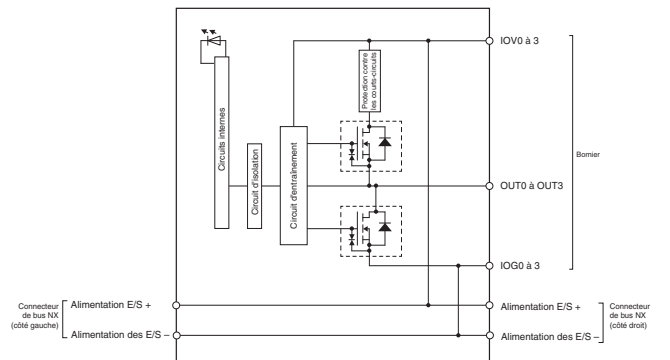 IOV0 à 3
Protection contre
les courts-circuits
Circuits internes
Circuit d'isolation
Circuit d'entraînement
Bornier
OUT0 à OUT3
IOG0 à 3
Connecteur
de bus NX
(côté gauche)
Alimentation E/S +
Alimentation des E/S –
Alimentation E/S +
Alimentation des E/S –
Connecteur
de bus NX
(côté droit)